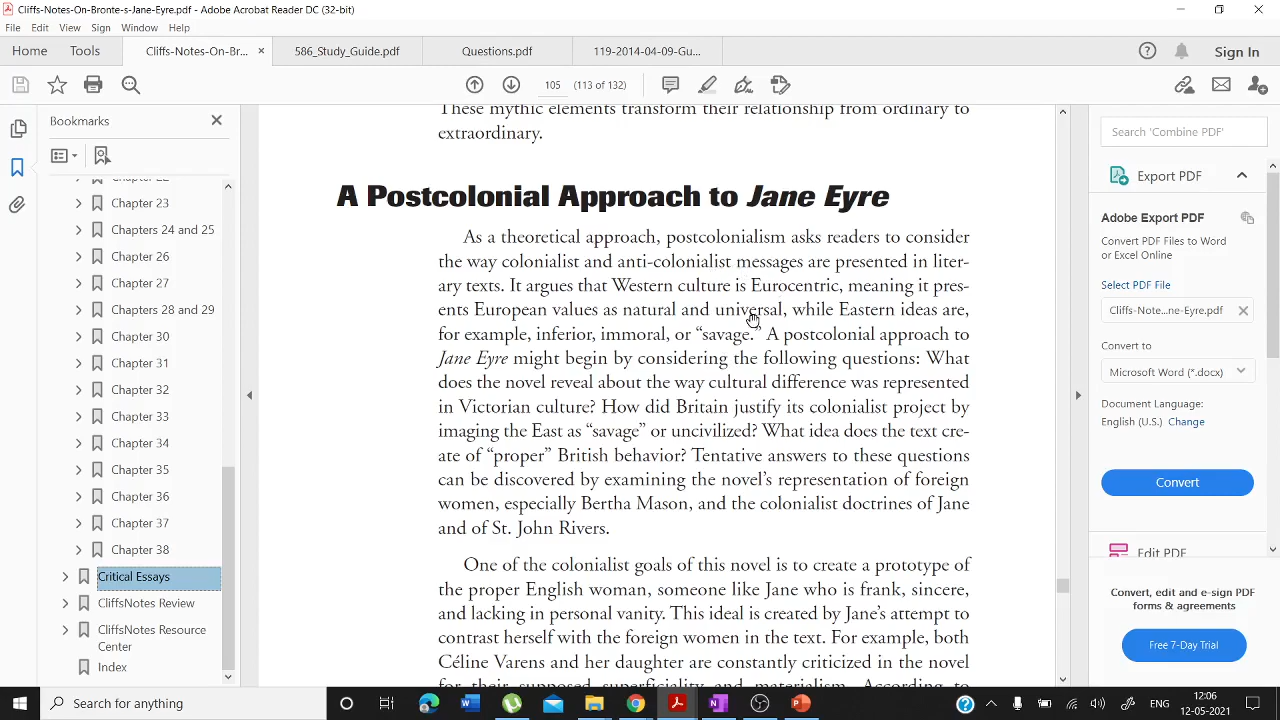 Cliffs-Notes-On-Bronte-s-Jane-Eyre.pdf - Adobe Acrobat Reader DC (32-bit)
File Edit View Sign Window Help
Home Tools Cliffs-Notes-On-Br... × 586_Study_Guide.pdf Questions.pdf 119-2014-04-09-Gu... Sign In
105 (113 of 132)
Bookmarks
Chapter 22
Chapter 23
Chapters 24 and 25
Chapter 26
Chapter 27
Chapters 28 and 29
Chapter 30
Chapter 31
Chapter 32
Chapter 33
Chapter 34
Chapter 35
Chapter 36
Chapter 37
Chapter 38
Critical Essays
CliffsNotes Review
CliffsNotes Resource
Center
Index
These mythic elements transform their relationship from ordinary to
extraordinary.
A Postcolonial Approach to Jane Eyre
As a theoretical approach, postcolonialism asks readers to consider
the way colonialist and anti-colonialist messages are presented in liter-
ary texts. It argues that Western culture is Eurocentric, meaning it pres-
ents European values as natural and universal, while Eastern ideas are,
for example, inferior, immoral, or “savage.” A postcolonial approach to
Jane Eyre might begin by considering the following questions: What
does the novel reveal about the way cultural difference was represented
in Victorian culture? How did Britain justify its colonialist project by
imaging the East as “savage” or uncivilized? What idea does the text cre-
ate of “proper” British behavior? Tentative answers to these questions
can be discovered by examining the novel’s representation of foreign
women, especially Bertha Mason, and the colonialist doctrines of Jane
and of St. John Rivers.
One of the colonialist goals of this novel is to create a prototype of
the proper English woman, someone like Jane who is frank, sincere,
and lacking in personal vanity. This ideal is created by Jane’s attempt to
contrast herself with the foreign women in the text. For example, both
Céline Varens and her daughter are constantly criticized in the novel
for their supposed superficiality and materialism. According to
Search 'Combine PDF'
Export PDF
Adobe Export PDF
Convert PDF Files to Word
or Excel Online
Select PDF File
Cliffs-Note...ne-Eyre.pdf
Convert to
Microsoft Word (*.docx)
Document Language:
English (U.S.) Change
Convert
Edit PDF
Convert, edit and e-sign PDF
forms & agreements
Free 7-Day Trial
Search for anything
ENG
12:06
12-05-2021